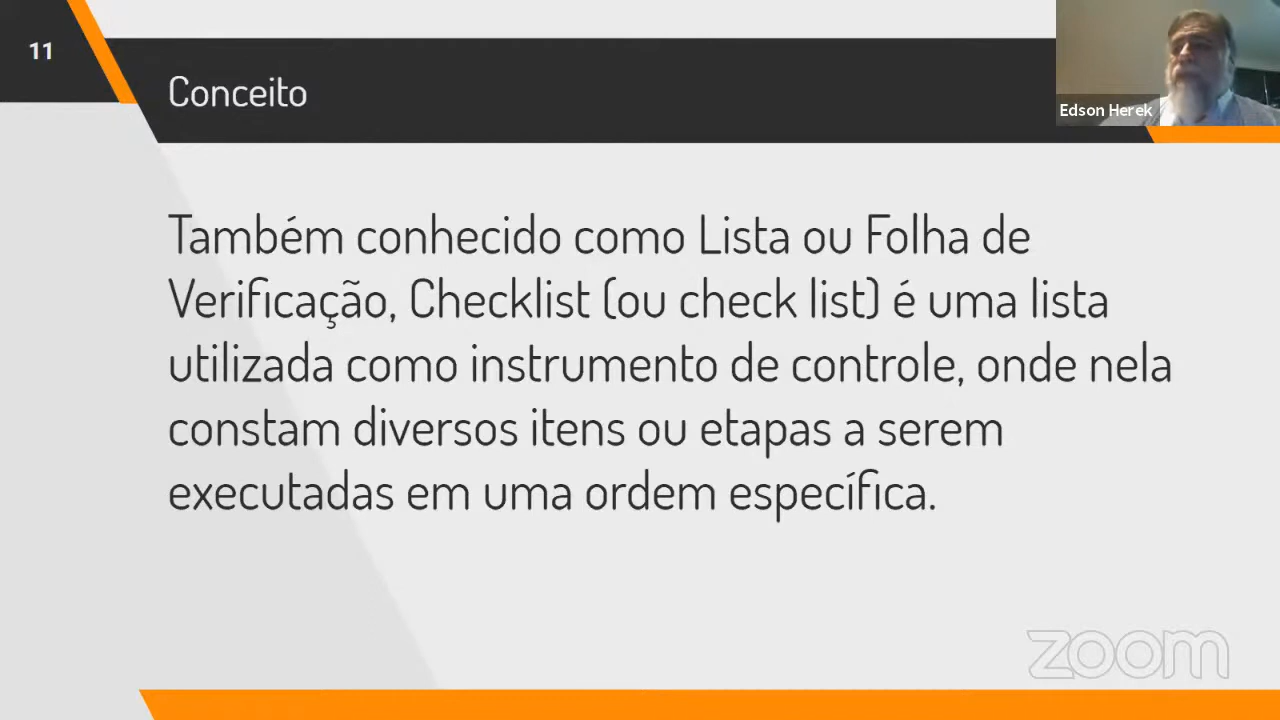 11
Conceito
Edson Herek
Também conhecido como Lista ou Folha de
Verificação, Checklist (ou check list) é uma lista
utilizada como instrumento de controle, onde nela
constam diversos itens ou etapas a serem
executadas em uma ordem específica.
zoom